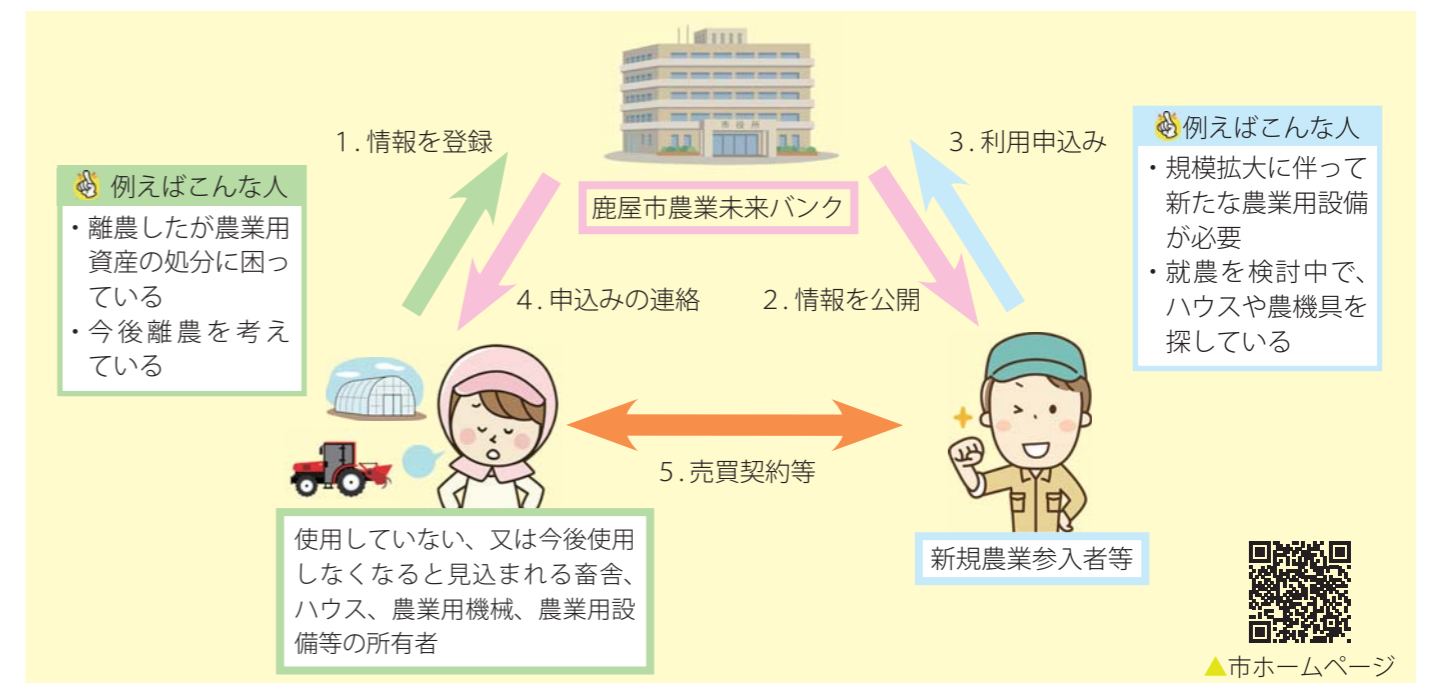 市役所
鹿屋市農業未来バンク
1.情報を登録
3.利用申込み
4.申込みの連絡
2.情報を公開
5.売買契約等
例えばこんな人
・離農したが農業用
資産の処分に困っ
ている
・今後離農を考え
ている
例えばこんな人
・規模拡大に伴って
新たな農業用設備
が必要
・就農を検討中で、
ハウスや農機具を
探している
使用していない、又は今後使用
しなくなると見込まれる畜舎、
ハウス、農業用機械、農業用設
備等の所有者
新規農業参入者等
▲市ホームページ